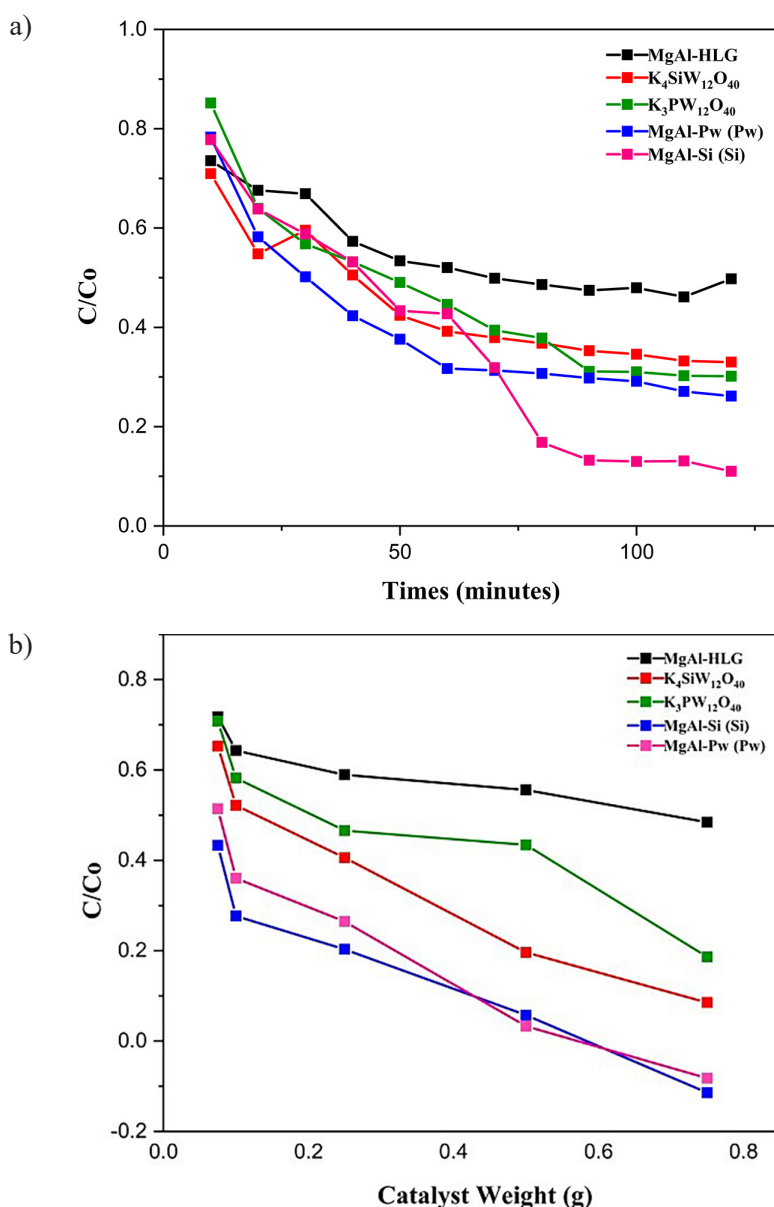 a)
1.0
0.8
0.6
0.4
0.2
0.0
C/Co
MgAl-HLG
K₄SiW₁₂O₄₀
K₃PW₁₂O₄₀
MgAl-Pw (Pw)
MgAl-Si (Si)
0
50
100
Times (minutes)
b)
0.8
0.6
0.4
0.2
0.0
-0.2
C/Co
MgAl-HLG
K₄SiW₁₂O₄₀
K₃PW₁₂O₄₀
MgAl-Si (Si)
MgAl-Pw (Pw)
0.0
0.2
0.4
0.6
0.8
Catalyst Weight (g)